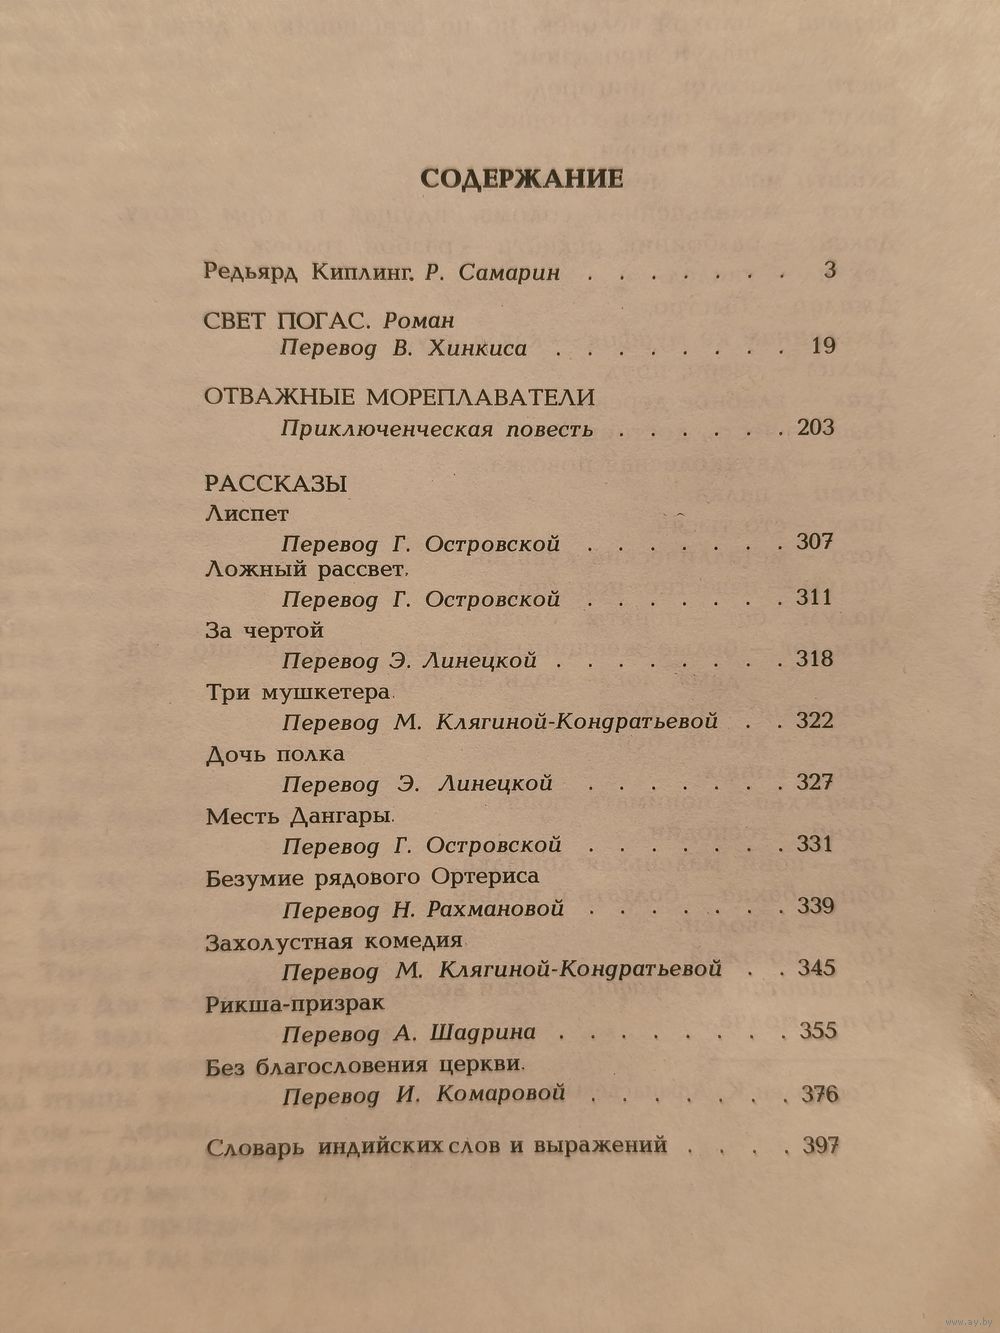 СОДЕРЖАНИЕ
Редьярд Киплинг. Р. Самарин . . . . . . . 3
СВЕТ ПОГАС. Роман
Перевод В. Хинкиса . . . . . . . . 19
ОТВАЖНЫЕ МОРЕПЛАВАТЕЛИ
Приключенческая повесть . . . . . . 203
РАССКАЗЫ
Лиспет
Перевод Г. Островской . . . . . . . 307
Ложный рассвет.
Перевод Г. Островской . . . . . . . 311
За чертой
Перевод Э. Линецкой . . . . . . . . 318
Три мушкетера.
Перевод М. Клягиной-Кондратьевой . . 322
Дочь полка
Перевод Э. Линецкой . . . . . . . 327
Месть Дангары.
Перевод Г. Островской . . . . . . . 331
Безумие рядового Ортериса
Перевод Н. Рахмановой . . . . . . . 339
Захолустная комедия.
Перевод М. Клягиной-Кондратьевой . . 345
Рикша-призрак
Перевод А. Шадрина . . . . . . . . 355
Без благословения церкви.
Перевод И. Комаровой . . . . . . . 376
Словарь индийских слов и выражений . . . . 397
www.ay.by